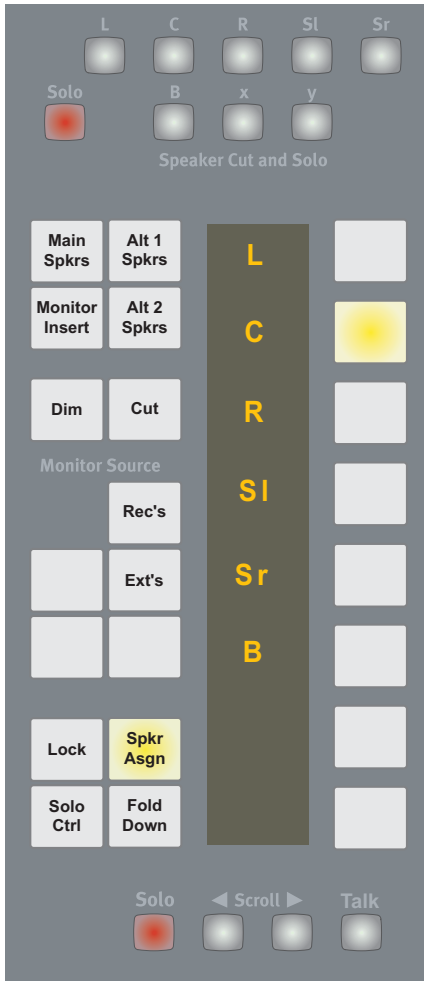 L C R Sl Sr
Solo B x y
Speaker Cut and Solo
Main
Spkrs
Alt 1
Spkrs
Monitor
Insert
Alt 2
Spkrs
Dim
Cut
Monitor Source
Rec's
Ext's
Lock
Spkr
Asgn
Solo
Ctrl
Fold
Down
L
C
R
Sl
Sr
B
Solo ◀ Scroll ▶ Talk